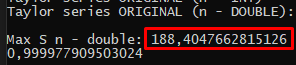 Taylor series ORIGINAL (n - DOUBLE):
Max S n - double: 188,4047662815126
0,999977909503024